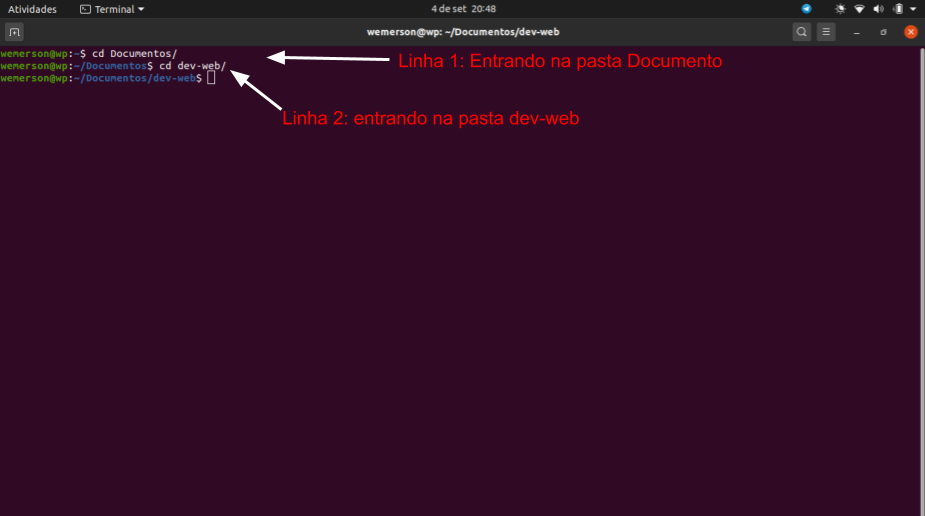 Atividades Terminal 4 de set 20:48
wemerson@wp: ~/Documentos/dev-web
wemerson@wp:~$ cd Documentos/
Linha 1: Entrando na pasta Documento
wemerson@wp:~/Documentos$ cd dev-web/
wemerson@wp:~/Documentos/dev-web$
Linha 2: entrando na pasta dev-web